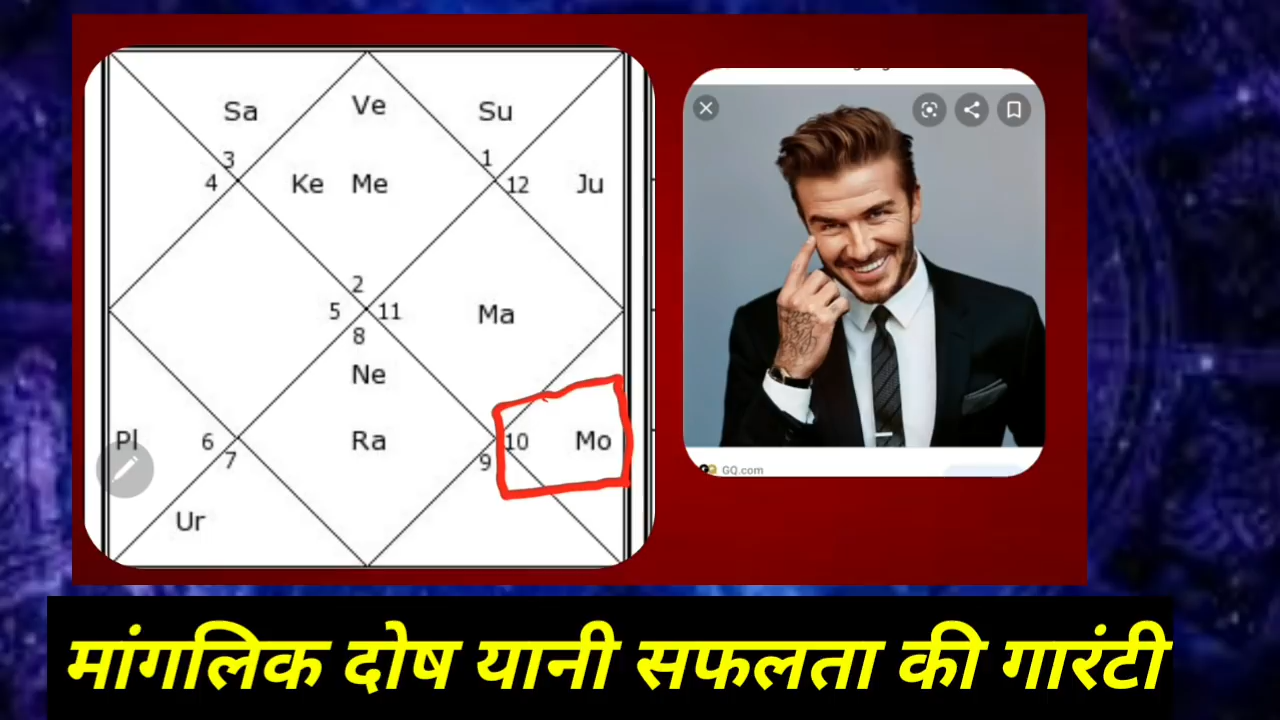 Sa Ve Su
3 1
4 Ke Me 12 Ju
2
5 11 Ma
8
Ne
Pl 6 Ra 10 Mo
7 9
Ur
GQ.com
मांगलिक दोष यानी सफलता की गारंटी